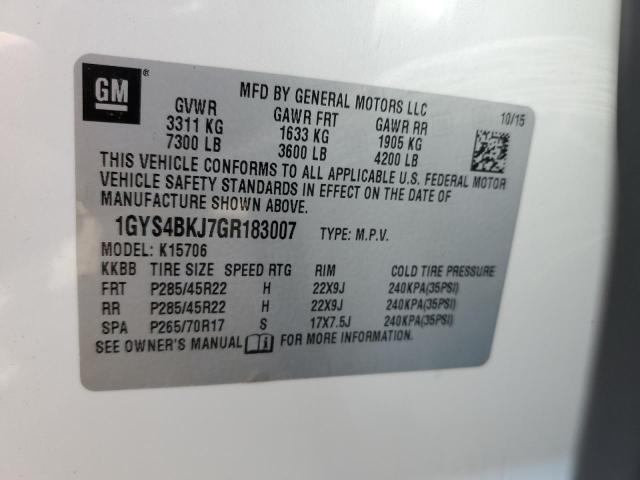 GM ®
MFD BY GENERAL MOTORS LLC
10/15
GVWR GAWR FRT GAWR RR
3311 KG 1633 KG 1905 KG
7300 LB 3600 LB 4200 LB
THIS VEHICLE CONFORMS TO ALL APPLICABLE U.S. FEDERAL MOTOR
VEHICLE SAFETY STANDARDS IN EFFECT ON THE DATE OF
MANUFACTURE SHOWN ABOVE.
1GYS4BKJ7GR183007 TYPE: M.P.V.
MODEL: K15706
KKBB TIRE SIZE SPEED RTG RIM COLD TIRE PRESSURE
FRT P285/45R22 H 22X9J 240KPA(35PSI)
RR P285/45R22 H 22X9J 240KPA(35PSI)
SPA P265/70R17 S 17X7.5J 240KPA(35PSI)
SEE OWNER'S MANUAL FOR MORE INFORMATION.